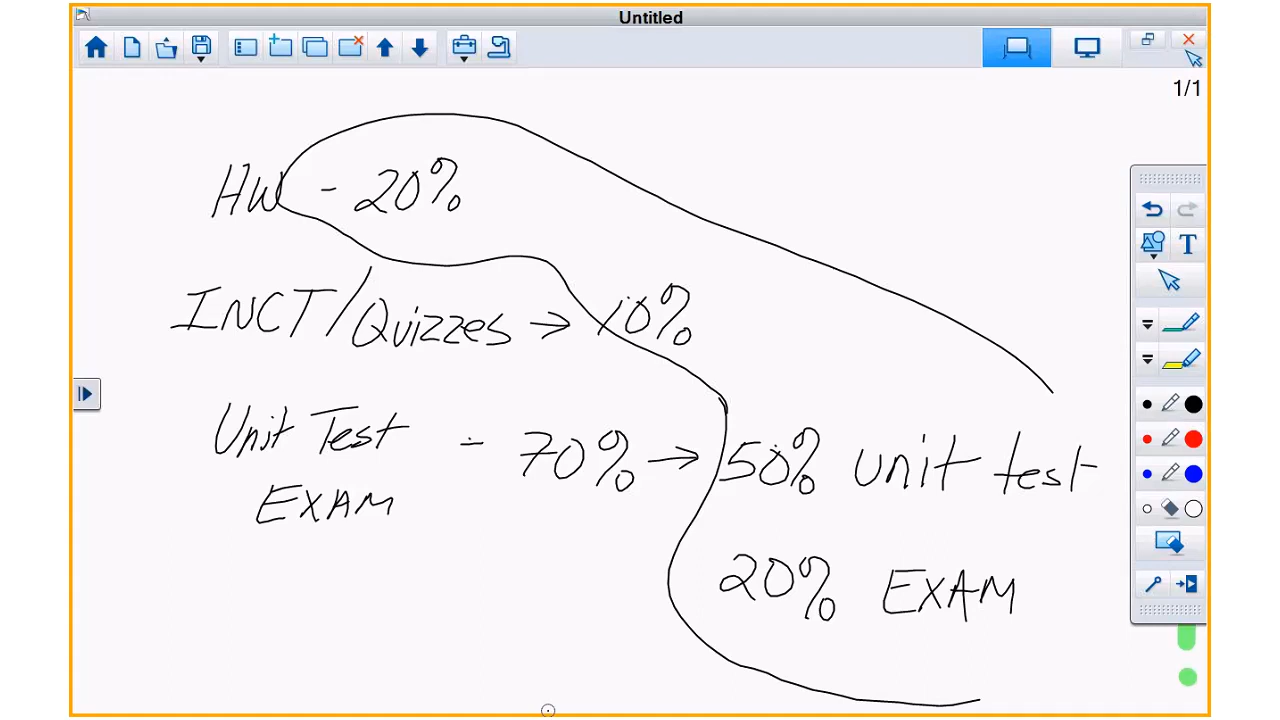 Untitled
1/1
HW - 20%
INCT/Quizzes → 10%
Unit Test - 70% → 50% unit test
EXAM
20% EXAM
T